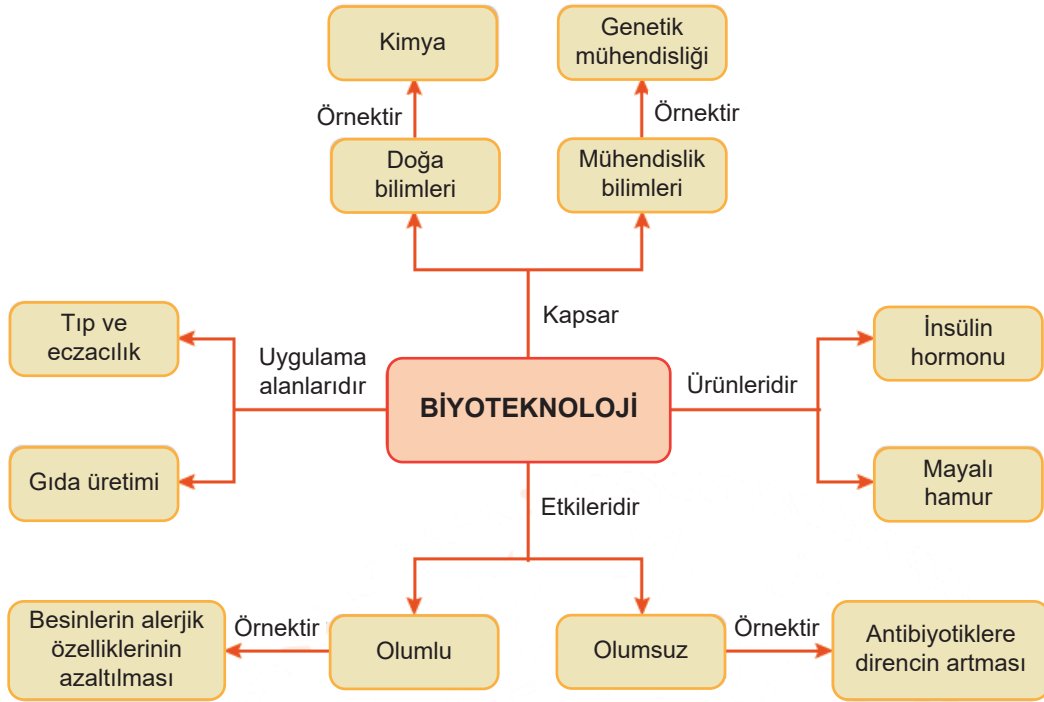 Kimya
Genetik
mühendisliği
Örnektir
Örnektir
Doğa
bilimleri
Mühendislik
bilimleri
Kapsar
Tıp ve
eczacılık
Uygulama
alanlarıdır
Gıda üretimi
BİYOTEKNOLOJİ
Ürünleridir
İnsülin
hormonu
Mayalı
hamur
Etkileridir
Besinlerin alerjik
özelliklerinin
azaltılması
Örnektir
Olumlu
Olumsuz
Örnektir
Antibiyotiklere
direncin artması